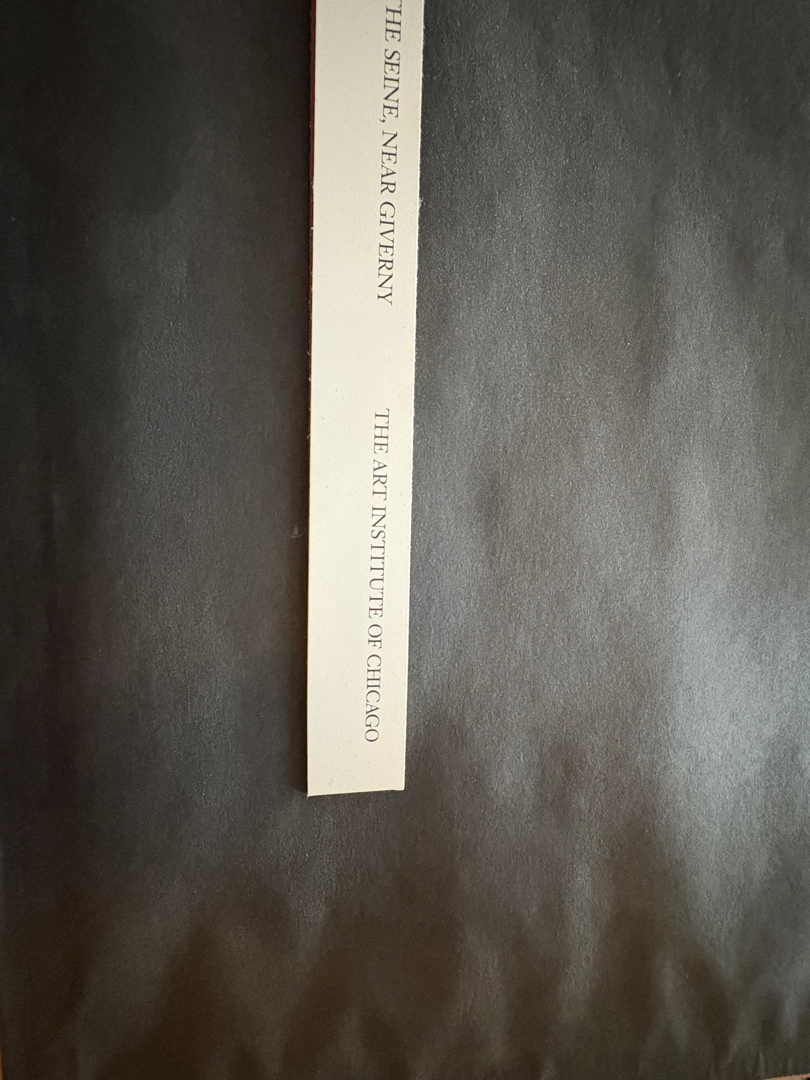 THE SEINE, NEAR GIVERNY
THE ART INSTITUTE OF CHICAGO